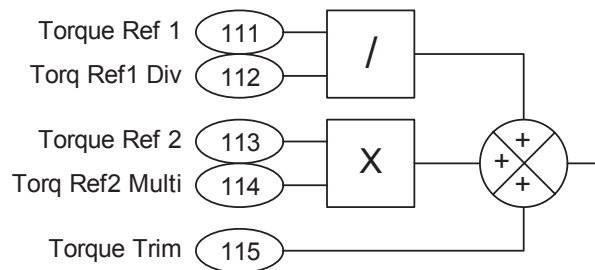 Torque Ref 1 111
Torq Ref1 Div 112
/
Torque Ref 2 113
Torq Ref2 Multi 114
X
Torque Trim 115
+
+
+